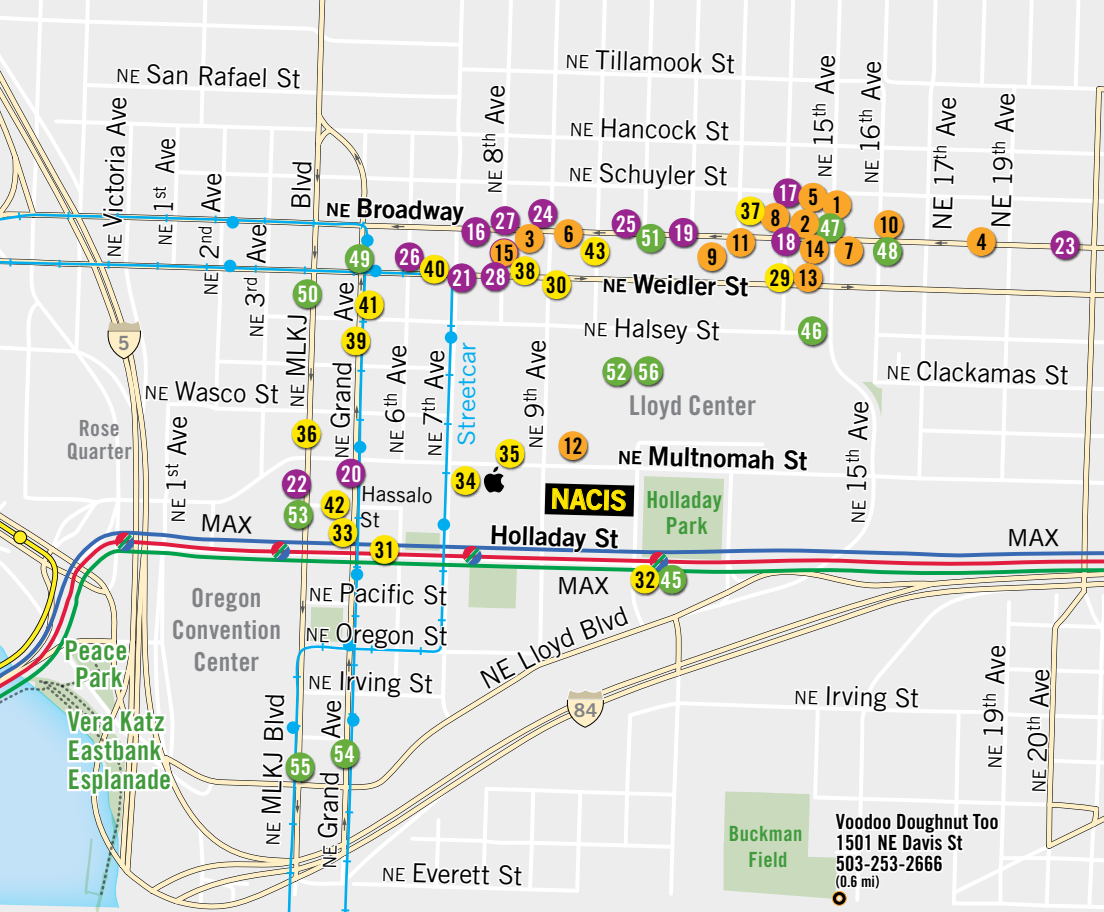 NE Tillamook St
NE San Rafael St
NE Hancock St
NE Schuyler St
NE Victoria Ave
NE 1st Ave
NE 2nd Ave
NE 3rd Ave
NE MLKJ Blvd
NE 8th Ave
NE 15th Ave
NE 16th Ave
NE 17th Ave
NE 19th Ave
NE Broadway
17
5
1
37
8
2
47
10
16
27
24
25
51
19
6
3
15
43
9
11
18
14
7
48
4
23
49
26
40
21
28
38
30
29
13
NE Weidler St
50
41
39
NE Grand Ave
5
NE Halsey St
46
NE 6th Ave
NE 7th Ave
Streetcar
NE 9th Ave
52
56
NE Clackamas St
NE Wasco St
Lloyd Center
Rose
Quarter
NE 1st Ave
36
35
12
NE Multnomah St
NE 15th Ave
22
20
34
NACIS
Holladay
Park
53
42
Hassalo
St
33
31
MAX
Holladay St
MAX
MAX
32
45
Oregon
Convention
Center
NE Pacific St
NE Oregon St
NE Lloyd Blvd
Peace
Park
NE Irving St
84
NE Irving St
NE 19th Ave
NE 20th Ave
Vera Katz
Eastbank
Esplanade
NE MLKJ Blvd
NE Grand Ave
55
54
Buckman
Field
Voodoo Doughnut Too
1501 NE Davis St
503-253-2666
(0.6 mi)
NE Everett St